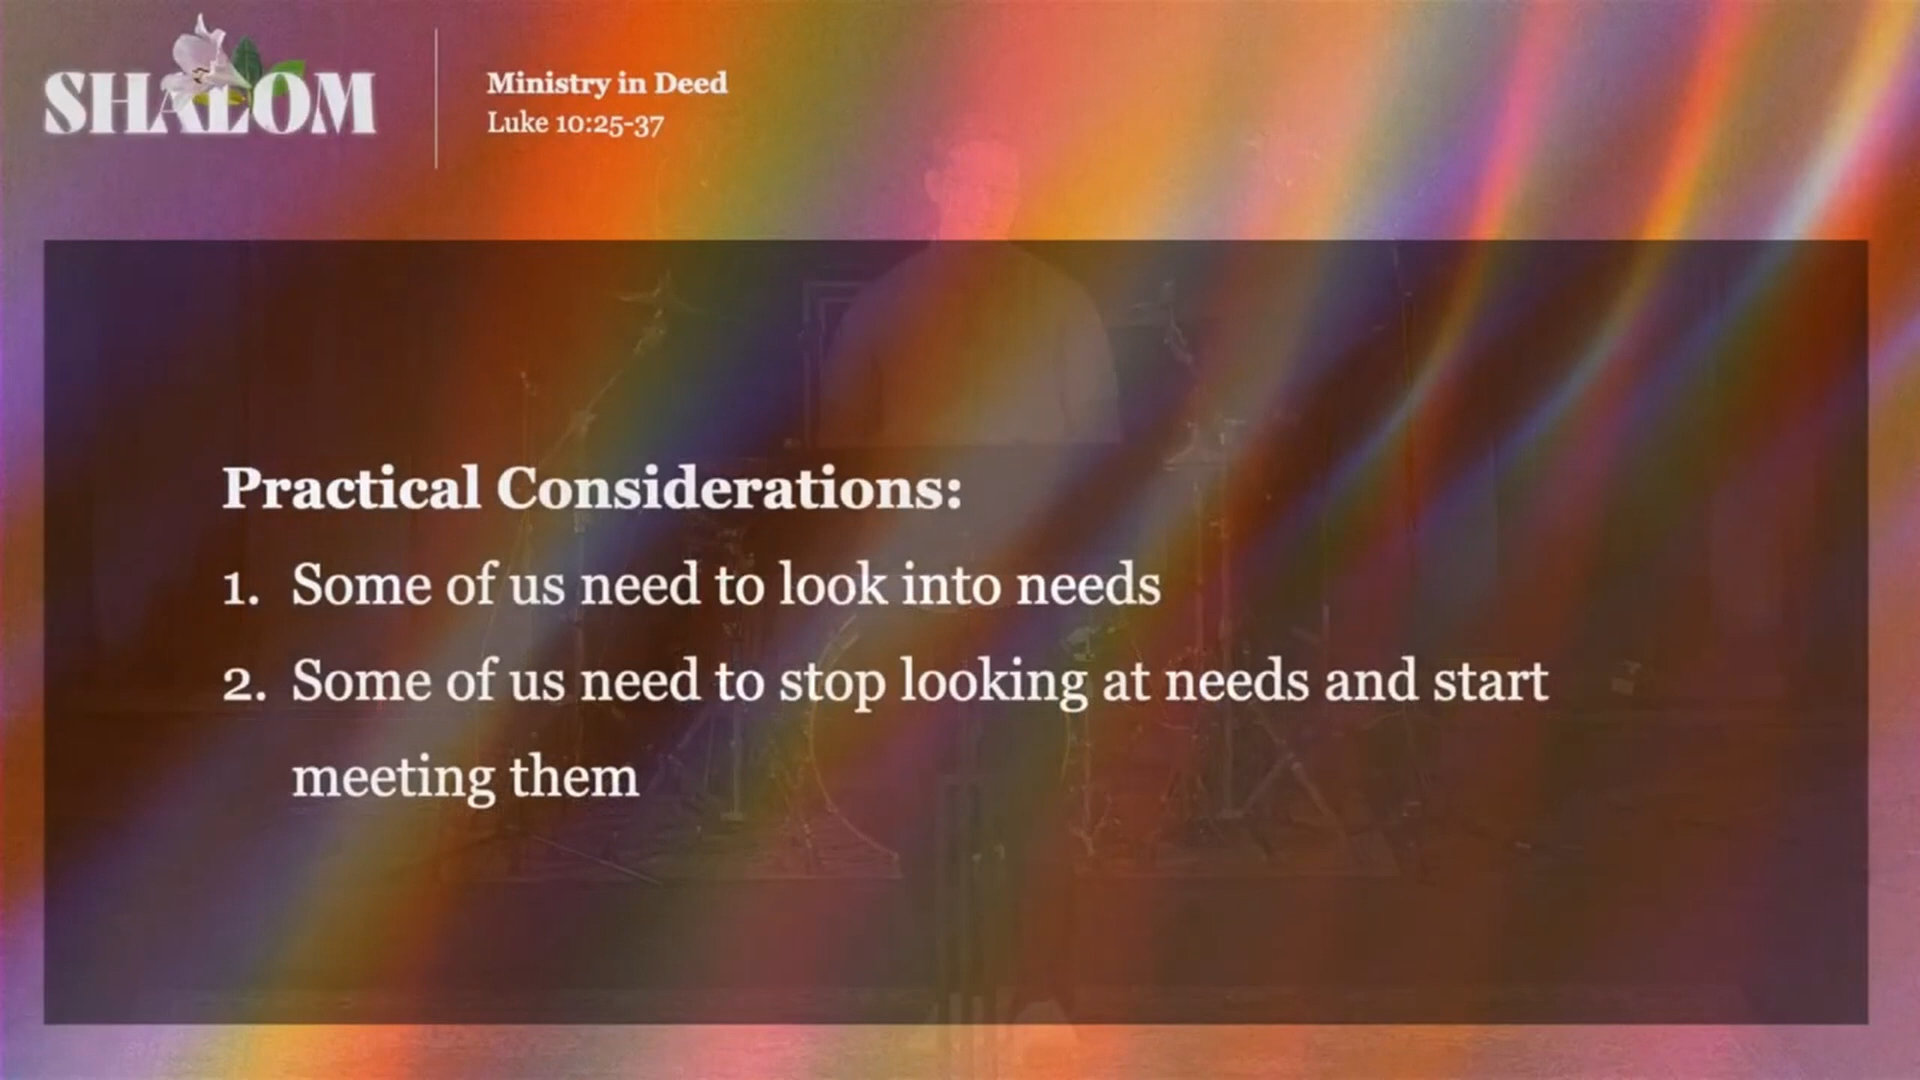 SHALOM
Ministry in Deed
Luke 10:25-37
Practical Considerations:
1. Some of us need to look into needs
2. Some of us need to stop looking at needs and start
meeting them